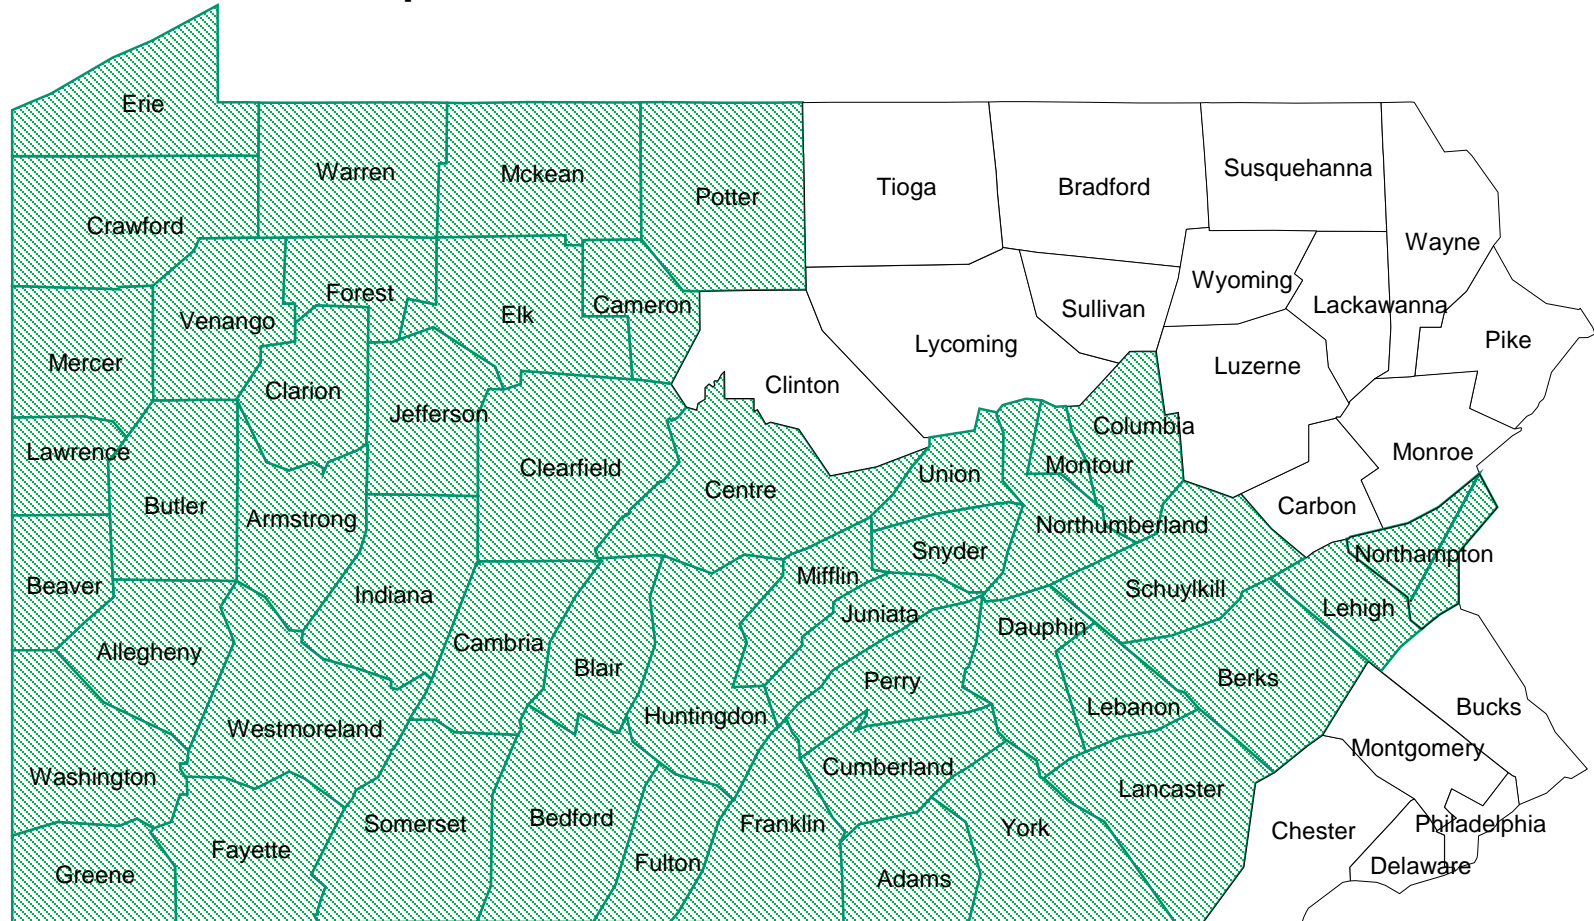 Erie
Warren
Mckean
Potter
Tioga
Bradford
Susquehanna
Crawford
Wayne
Forest
Cameron
Wyoming
Lackawanna
Venango
Elk
Sullivan
Pike
Mercer
Lycoming
Luzerne
Clarion
Clinton
Jefferson
Columbia
Lawrence
Clearfield
Centre
Union
Montour
Monroe
Butler
Armstrong
Carbon
Northumberland
Snyder
Northampton
Beaver
Indiana
Mifflin
Schuylkill
Juniata
Lehigh
Allegheny
Cambria
Dauphin
Blair
Perry
Berks
Westmoreland
Huntingdon
Lebanon
Bucks
Montgomery
Washington
Cumberland
Lancaster
Somerset
Bedford
Franklin
York
Chester
Philadelphia
Fayette
Fulton
Delaware
Greene
Adams